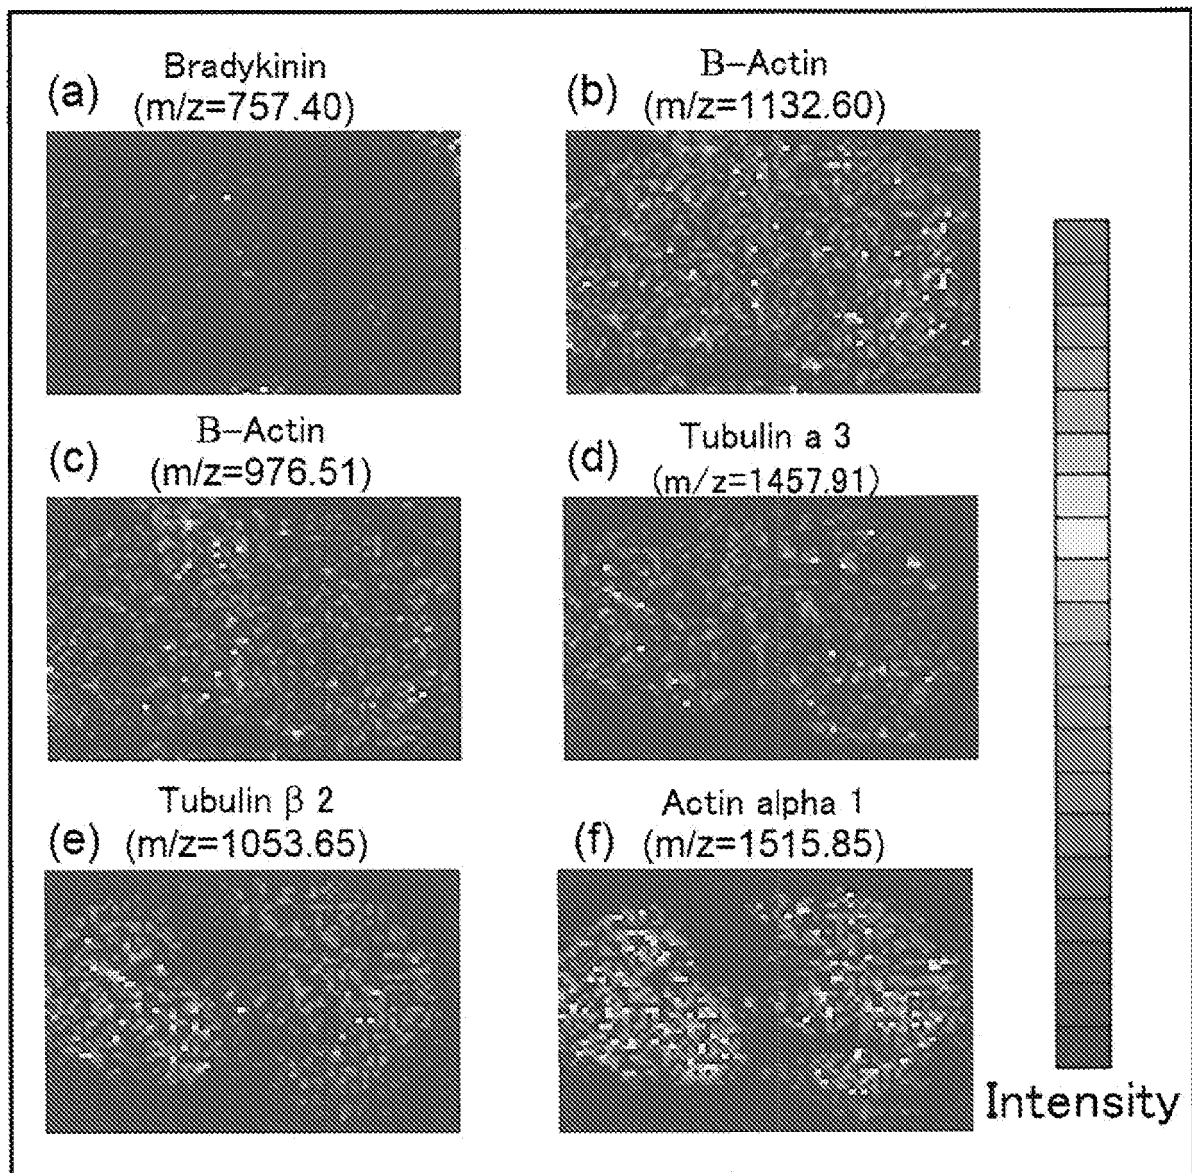 (a) Bradykinin
(m/z=757.40)
(b) B-Actin
(m/z=1132.60)
(c) B-Actin
(m/z=976.51)
(d) Tubulin a 3
(m/z=1457.91)
(e) Tubulin β 2
(m/z=1053.65)
(f) Actin alpha 1
(m/z=1515.85)
Intensity